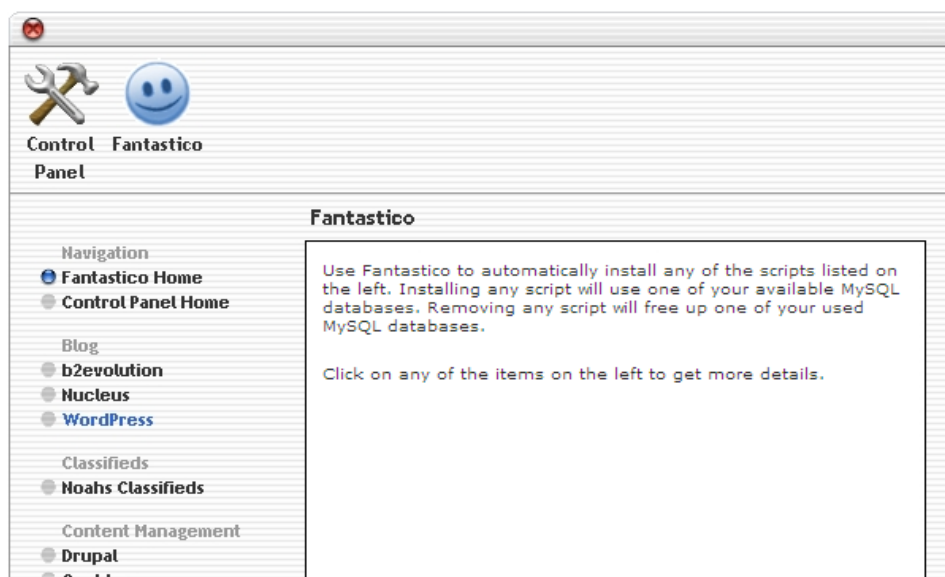 Control
Panel
Fantastico
Fantastico
Navigation
Fantastico Home
Control Panel Home
Blog
b2evolution
Nucleus
WordPress
Classifieds
Noahs Classifieds
Content Management
Drupal
Use Fantastico to automatically install any of the scripts listed on
the left. Installing any script will use one of your available MySQL
databases. Removing any script will free up one of your used
MySQL databases.
Click on any of the items on the left to get more details.